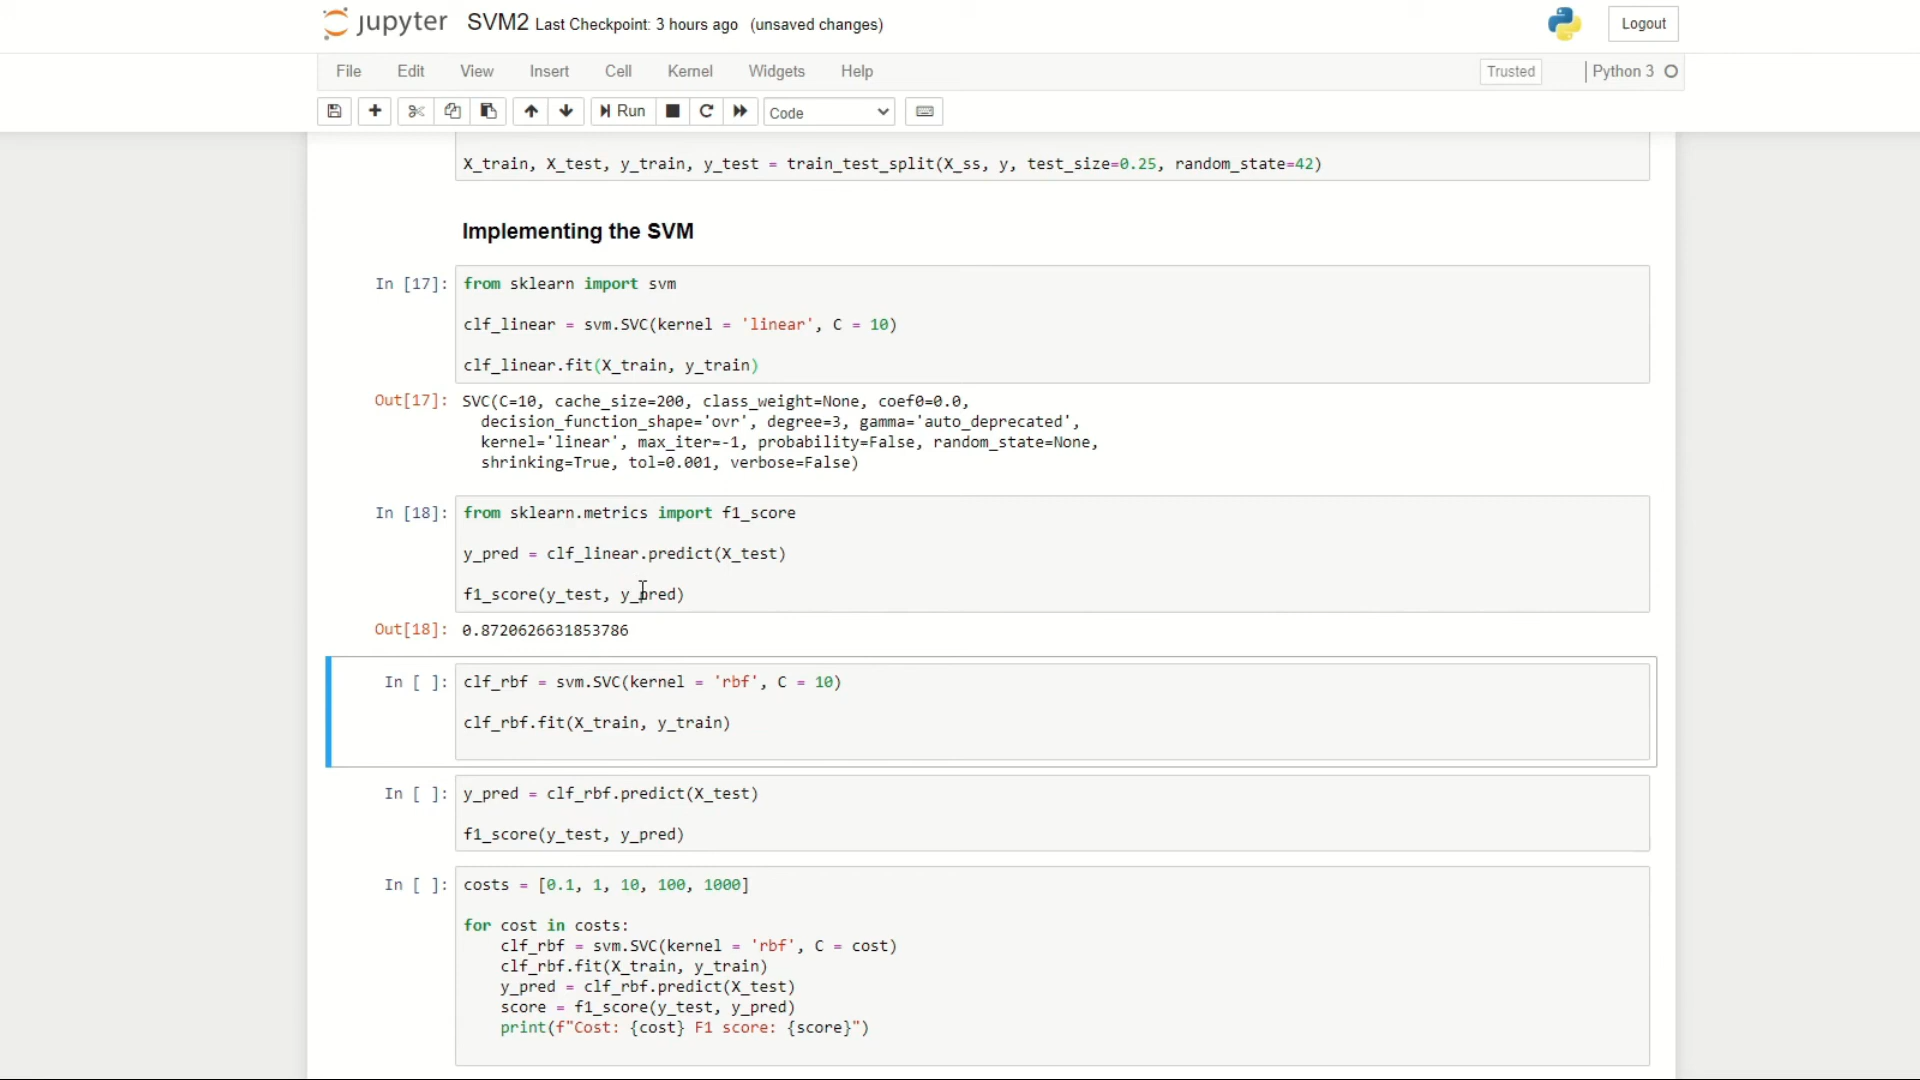 jupyter SVM2 Last Checkpoint: 3 hours ago (unsaved changes) Logout
File Edit View Insert Cell Kernel Widgets Help Trusted Python 3
Run Code
X_train, X_test, y_train, y_test = train_test_split(X_ss, y, test_size=0.25, random_state=42)
Implementing the SVM
In [17]: from sklearn import svm
clf_linear = svm.SVC(kernel = 'linear', C = 10)
clf_linear.fit(X_train, y_train)
Out[17]: SVC(C=10, cache_size=200, class_weight=None, coef0=0.0,
decision_function_shape='ovr', degree=3, gamma='auto_deprecated',
kernel='linear', max_iter=-1, probability=False, random_state=None,
shrinking=True, tol=0.001, verbose=False)
In [18]: from sklearn.metrics import f1_score
y_pred = clf_linear.predict(X_test)
f1_score(y_test, y_pred)
Out[18]: 0.8720626631853786
In [ ]: clf_rbf = svm.SVC(kernel = 'rbf', C = 10)
clf_rbf.fit(X_train, y_train)
In [ ]: y_pred = clf_rbf.predict(X_test)
f1_score(y_test, y_pred)
In [ ]: costs = [0.1, 1, 10, 100, 1000]
for cost in costs:
clf_rbf = svm.SVC(kernel = 'rbf', C = cost)
clf_rbf.fit(X_train, y_train)
y_pred = clf_rbf.predict(X_test)
score = f1_score(y_test, y_pred)
print(f"Cost: {cost} F1 score: {score}")